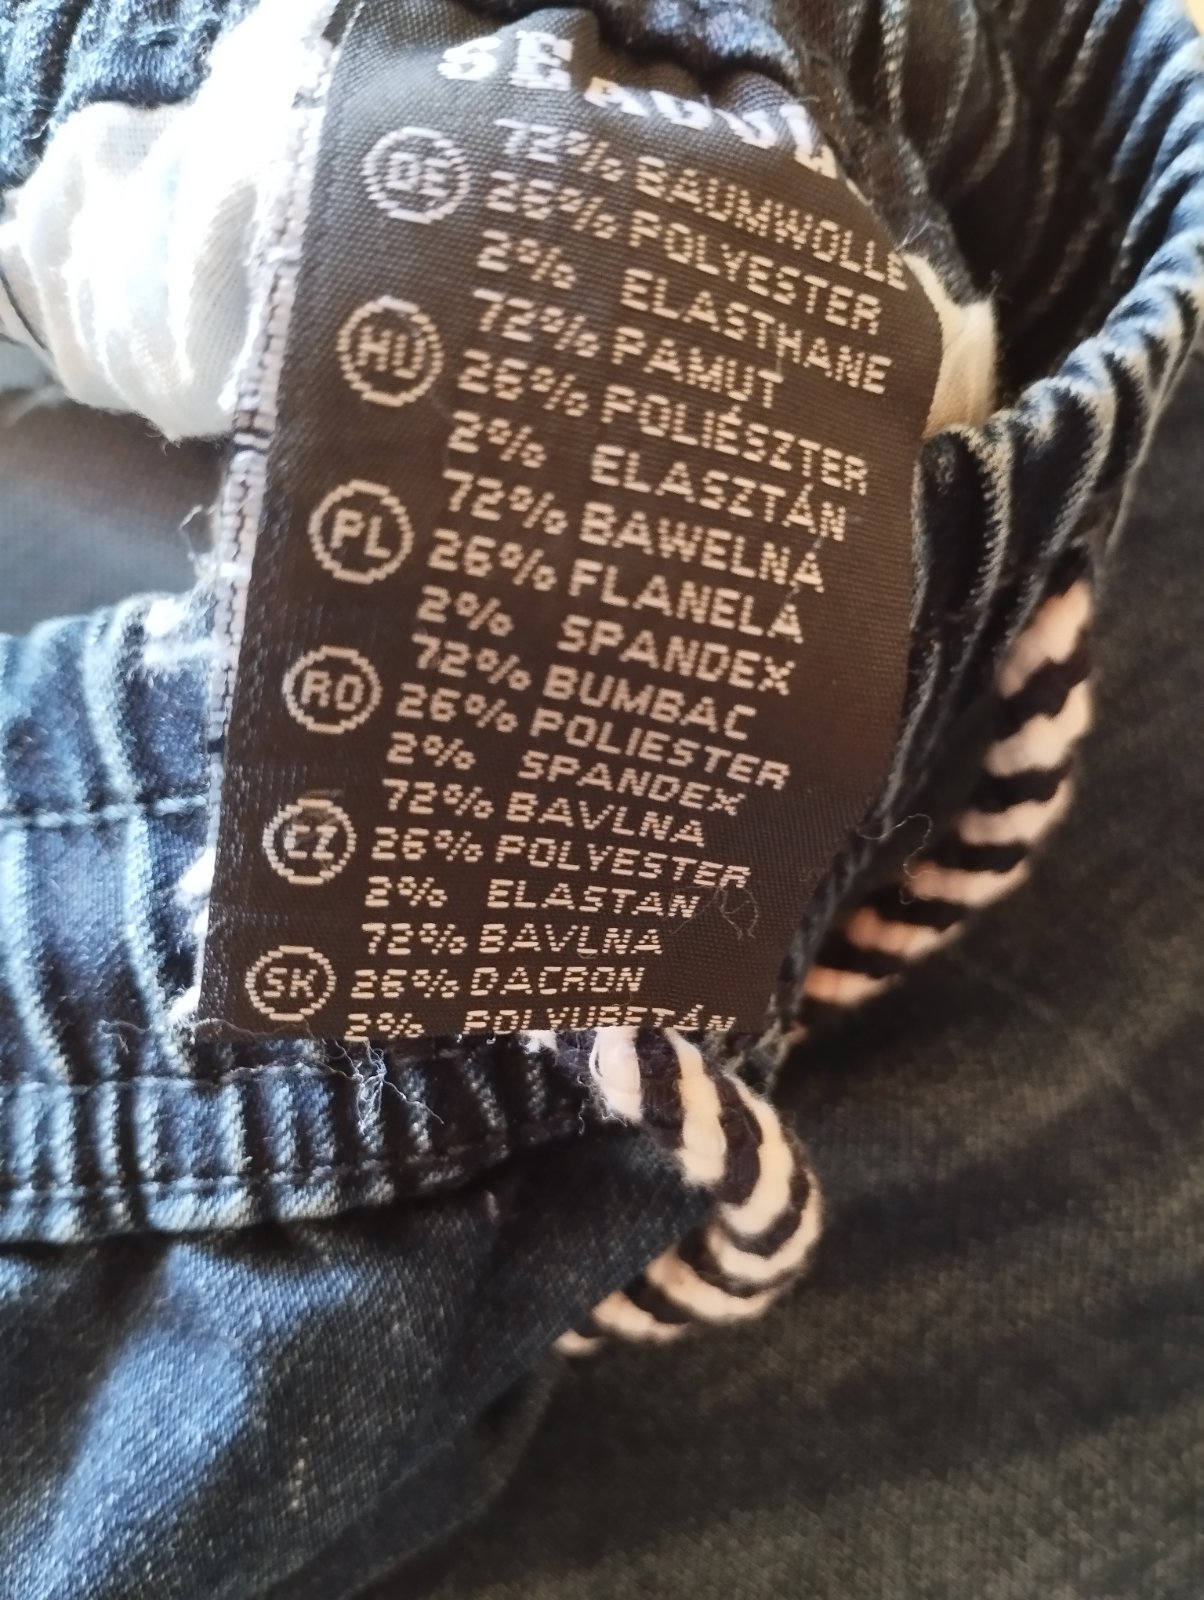 SEAGULL
DE 72% BAUMWOLLE
26% POLYESTER
2% ELASTHANE
HU 72% PAMUT
26% POLIÉSZTER
2% ELASZTÁN
PL 72% BAWELNA
26% FLANELA
2% SPANDEX
RO 72% BUMBAC
26% POLIESTER
2% SPANDEX
CZ 72% BAVLNA
26% POLYESTER
2% ELASTAN
SK 72% BAVLNA
26% DACRON
2%